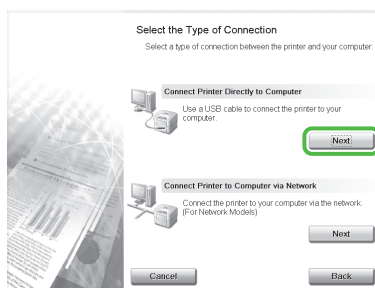 Select the Type of Connection
Select a type of connection between the printer and your computer.
Connect Printer Directly to Computer
Use a USB cable to connect the printer to your
computer.
Next
Connect Printer to Computer via Network
Connect the printer to your computer via the network.
(For Network Models)
Next
Cancel
Back